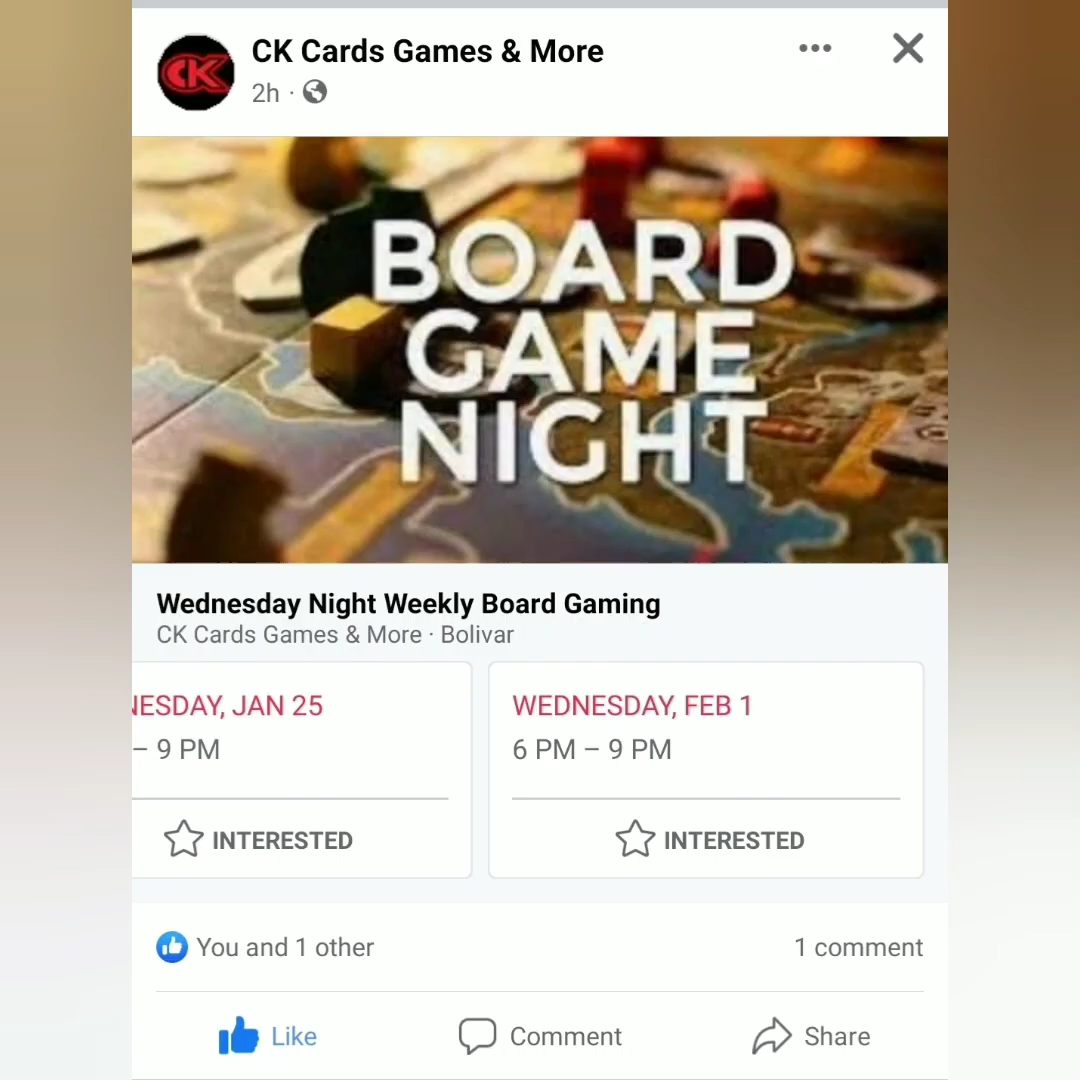 CK
CK Cards Games & More
2h ·
BOARD
GAME
NIGHT
Wednesday Night Weekly Board Gaming
CK Cards Games & More · Bolivar
NESDAY, JAN 25
– 9 PM
INTERESTED
WEDNESDAY, FEB 1
6 PM – 9 PM
INTERESTED
You and 1 other
1 comment
Like
Comment
Share